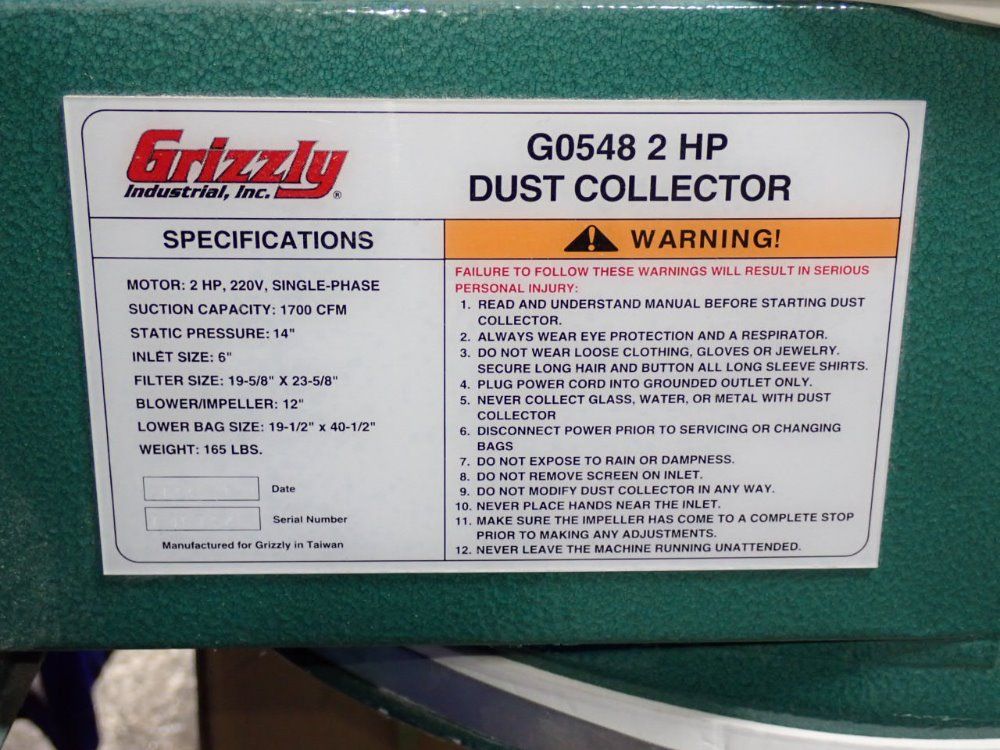 Grizzly
Industrial, Inc. ®
G0548 2 HP
DUST COLLECTOR
SPECIFICATIONS
MOTOR: 2 HP, 220V, SINGLE-PHASE
SUCTION CAPACITY: 1700 CFM
STATIC PRESSURE: 14"
INLET SIZE: 6"
FILTER SIZE: 19-5/8" X 23-5/8"
BLOWER/IMPELLER: 12"
LOWER BAG SIZE: 19-1/2" x 40-1/2"
WEIGHT: 165 LBS.
Date
Serial Number
Manufactured for Grizzly in Taiwan
WARNING!
FAILURE TO FOLLOW THESE WARNINGS WILL RESULT IN SERIOUS
PERSONAL INJURY:
1. READ AND UNDERSTAND MANUAL BEFORE STARTING DUST
COLLECTOR.
2. ALWAYS WEAR EYE PROTECTION AND A RESPIRATOR.
3. DO NOT WEAR LOOSE CLOTHING, GLOVES OR JEWELRY.
SECURE LONG HAIR AND BUTTON ALL LONG SLEEVE SHIRTS.
4. PLUG POWER CORD INTO GROUNDED OUTLET ONLY.
5. NEVER COLLECT GLASS, WATER, OR METAL WITH DUST
COLLECTOR
6. DISCONNECT POWER PRIOR TO SERVICING OR CHANGING
BAGS
7. DO NOT EXPOSE TO RAIN OR DAMPNESS.
8. DO NOT REMOVE SCREEN ON INLET.
9. DO NOT MODIFY DUST COLLECTOR IN ANY WAY.
10. NEVER PLACE HANDS NEAR THE INLET.
11. MAKE SURE THE IMPELLER HAS COME TO A COMPLETE STOP
PRIOR TO MAKING ANY ADJUSTMENTS.
12. NEVER LEAVE THE MACHINE RUNNING UNATTENDED.